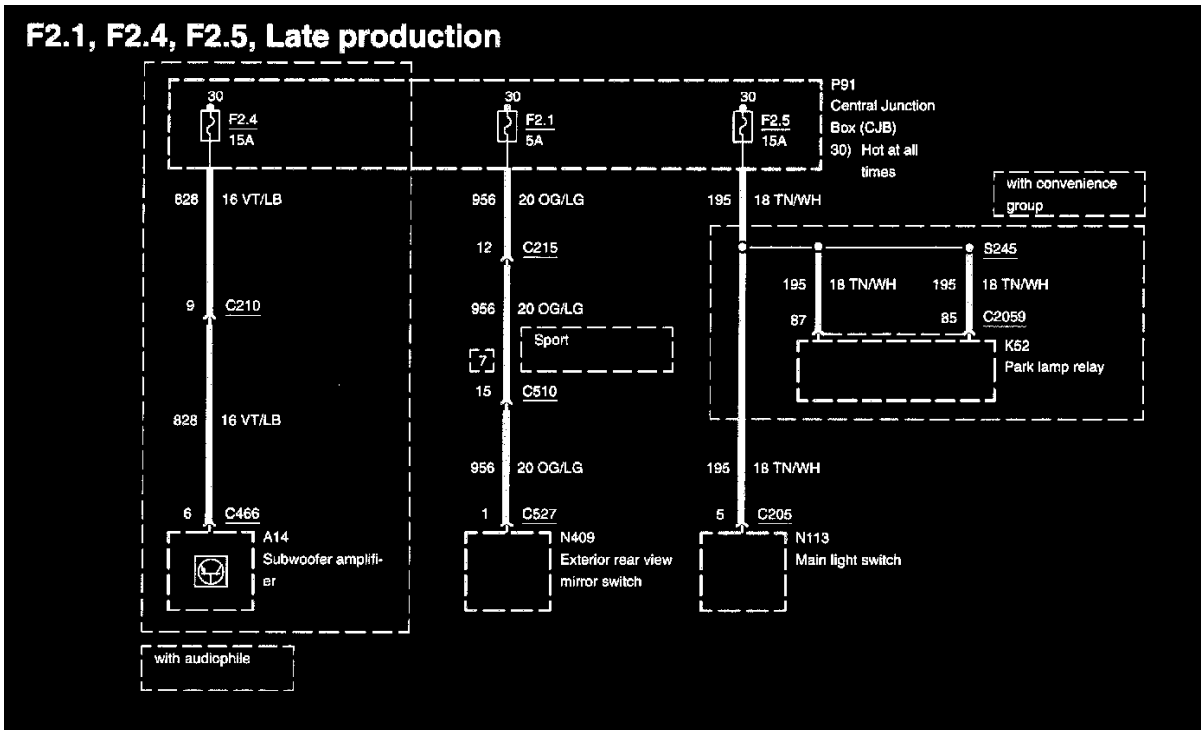 F2.1, F2.4, F2.5, Late production
30
F2.4
15A
30
F2.1
5A
30
F2.5
15A
P91
Central Junction
Box (CJB)
30) Hot at all
times
with convenience
group
828 16 VT/LB
956 20 OG/LG
195 18 TN/WH
12 C215
S245
195 18 TN/WH
195 18 TN/WH
9 C210
956 20 OG/LG
87
85 C2059
Sport
7
K52
Park lamp relay
15 C510
828 16 VT/LB
956 20 OG/LG
195 18 TN/WH
6 C466
1 C527
5 C205
A14
Subwoofer amplifi-
er
N409
Exterior rear view
mirror switch
N113
Main light switch
with audiophile